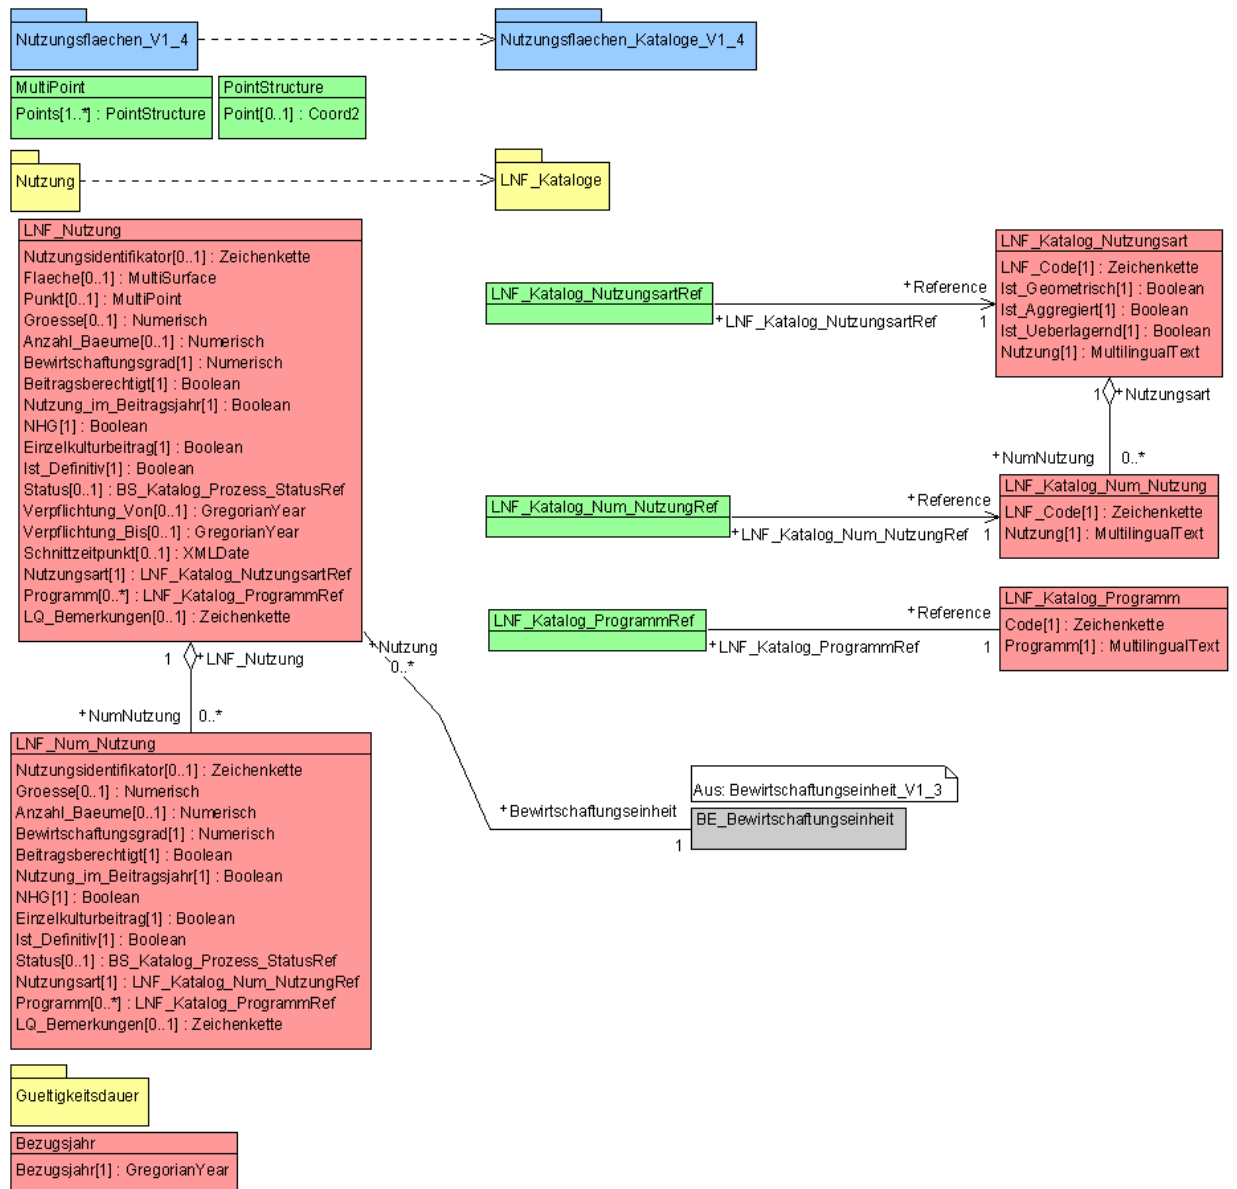 Nutzungsflaechen_V1_4
Nutzungsflaechen_Kataloge_V1_4
MultiPoint
Points[1..*] : PointStructure
PointStructure
Point[0..1] : Coord2
Nutzung
LNF_Kataloge
LNF_Nutzung
Nutzungsidentifikator[0..1] : Zeichenkette
Flaeche[0..1] : MultiSurface
Punkt[0..1] : MultiPoint
Groesse[0..1] : Numerisch
Anzahl_Baeume[0..1] : Numerisch
Bewirtschaftungsgrad[1] : Numerisch
Beitragsberechtigt[1] : Boolean
Nutzung_im_Beitragsjahr[1] : Boolean
NHG[1] : Boolean
Einzelkulturbeitrag[1] : Boolean
Ist_Definitiv[1] : Boolean
Status[0..1] : BS_Katalog_Prozess_StatusRef
Verpflichtung_Von[0..1] : GregorianYear
Verpflichtung_Bis[0..1] : GregorianYear
Schnittzeitpunkt[0..1] : XMLDate
Nutzungsart[1] : LNF_Katalog_NutzungsartRef
Programm[0..*] : LNF_Katalog_ProgrammRef
LQ_Bemerkungen[0..1] : Zeichenkette
LNF_Katalog_NutzungsartRef
+Reference
+LNF_Katalog_NutzungsartRef
1
LNF_Katalog_Nutzungsart
LNF_Code[1] : Zeichenkette
Ist_Geometrisch[1] : Boolean
Ist_Aggregiert[1] : Boolean
Ist_Ueberlagernd[1] : Boolean
Nutzung[1] : MultilingualText
1
+Nutzungsart
+NumNutzung
0..*
LNF_Katalog_Num_NutzungRef
+Reference
+LNF_Katalog_Num_NutzungRef
1
LNF_Katalog_Num_Nutzung
LNF_Code[1] : Zeichenkette
Nutzung[1] : MultilingualText
LNF_Katalog_ProgrammRef
+Reference
+LNF_Katalog_ProgrammRef
1
LNF_Katalog_Programm
Code[1] : Zeichenkette
Programm[1] : MultilingualText
1
+LNF_Nutzung
+Nutzung
0..*
+NumNutzung
0..*
LNF_Num_Nutzung
Nutzungsidentifikator[0..1] : Zeichenkette
Groesse[0..1] : Numerisch
Anzahl_Baeume[0..1] : Numerisch
Bewirtschaftungsgrad[1] : Numerisch
Beitragsberechtigt[1] : Boolean
Nutzung_im_Beitragsjahr[1] : Boolean
NHG[1] : Boolean
Einzelkulturbeitrag[1] : Boolean
Ist_Definitiv[1] : Boolean
Status[0..1] : BS_Katalog_Prozess_StatusRef
Nutzungsart[1] : LNF_Katalog_Num_NutzungRef
Programm[0..*] : LNF_Katalog_ProgrammRef
LQ_Bemerkungen[0..1] : Zeichenkette
Aus: Bewirtschaftungseinheit_V1_3
+Bewirtschaftungseinheit
1
BE_Bewirtschaftungseinheit
Gueltigkeitsdauer
Bezugsjahr
Bezugsjahr[1] : GregorianYear